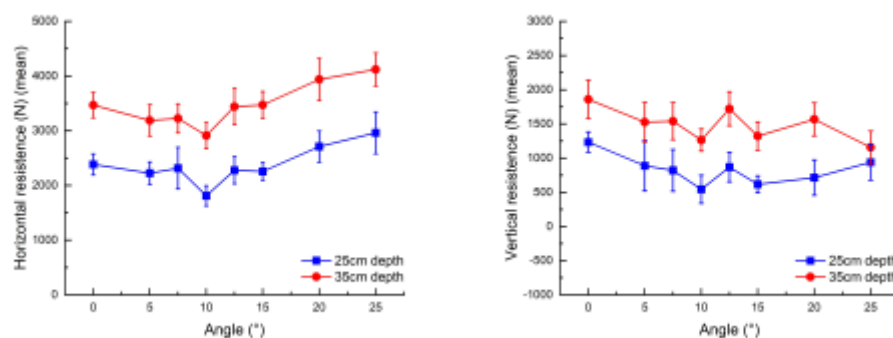 Horizontal resistence (N) (mean)
5000
4000
3000
2000
1000
0
25cm depth
35cm depth
0 5 10 15 20 25
Angle (°)
Vertical resistence (N) (mean)
3000
2500
2000
1500
1000
500
0
-500
-1000
25cm depth
35cm depth
0 5 10 15 20 25
Angle (°)